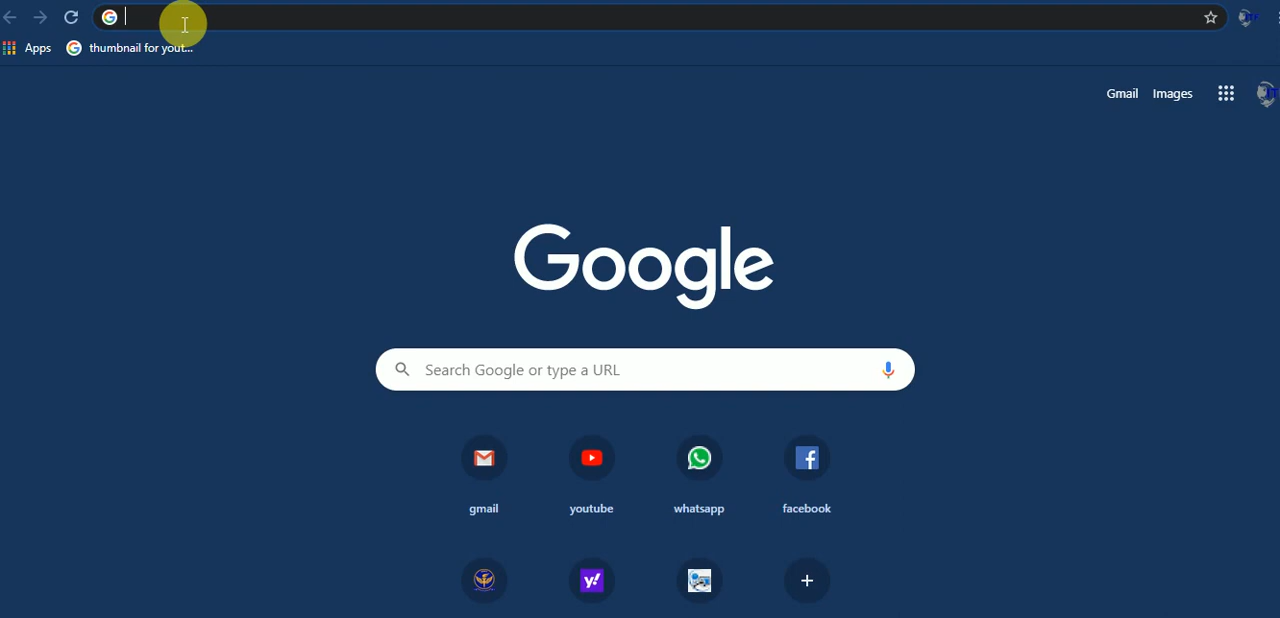 Apps thumbnail for yout...
Gmail Images
Google
Search Google or type a URL
gmail youtube whatsapp facebook
y!